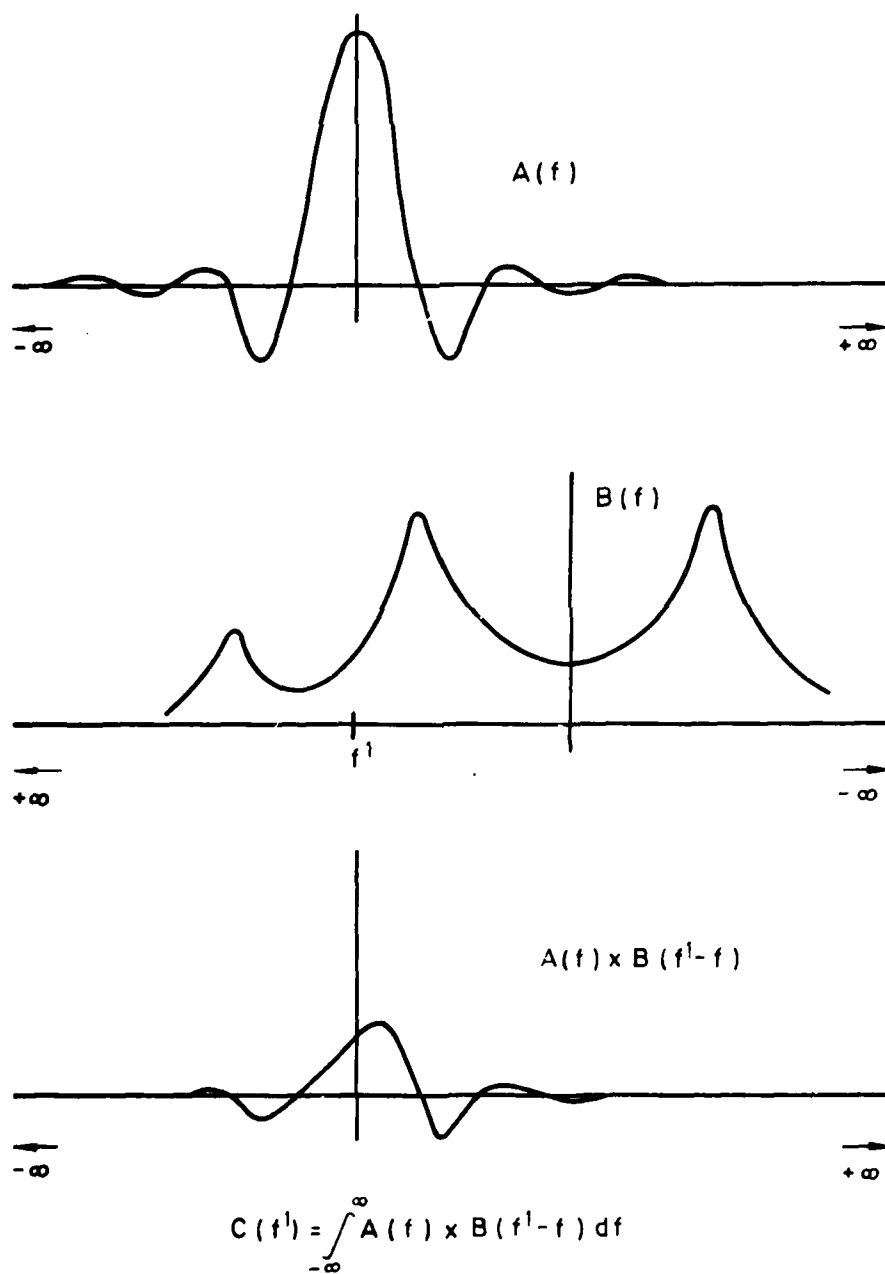 A(f)
-∞ +∞
B(f)
f¹
+∞ -∞
A(f) x B(f¹-f)
-∞ +∞
C(f¹) = ∫_{-∞}^{∞} A(f) x B(f¹-f) df